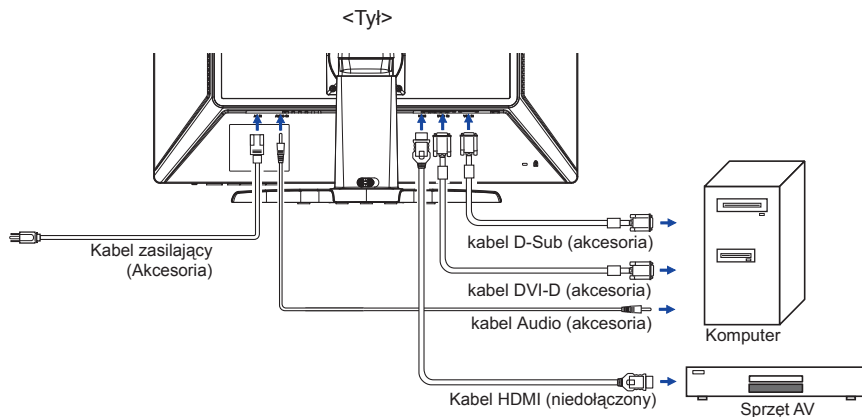 <Tył>
Kabel zasilający
(Akcesoria)
kabel D-Sub (akcesoria)
kabel DVI-D (akcesoria)
kabel Audio (akcesoria)
Komputer
Kabel HDMI (niedołączony)
Sprzęt AV